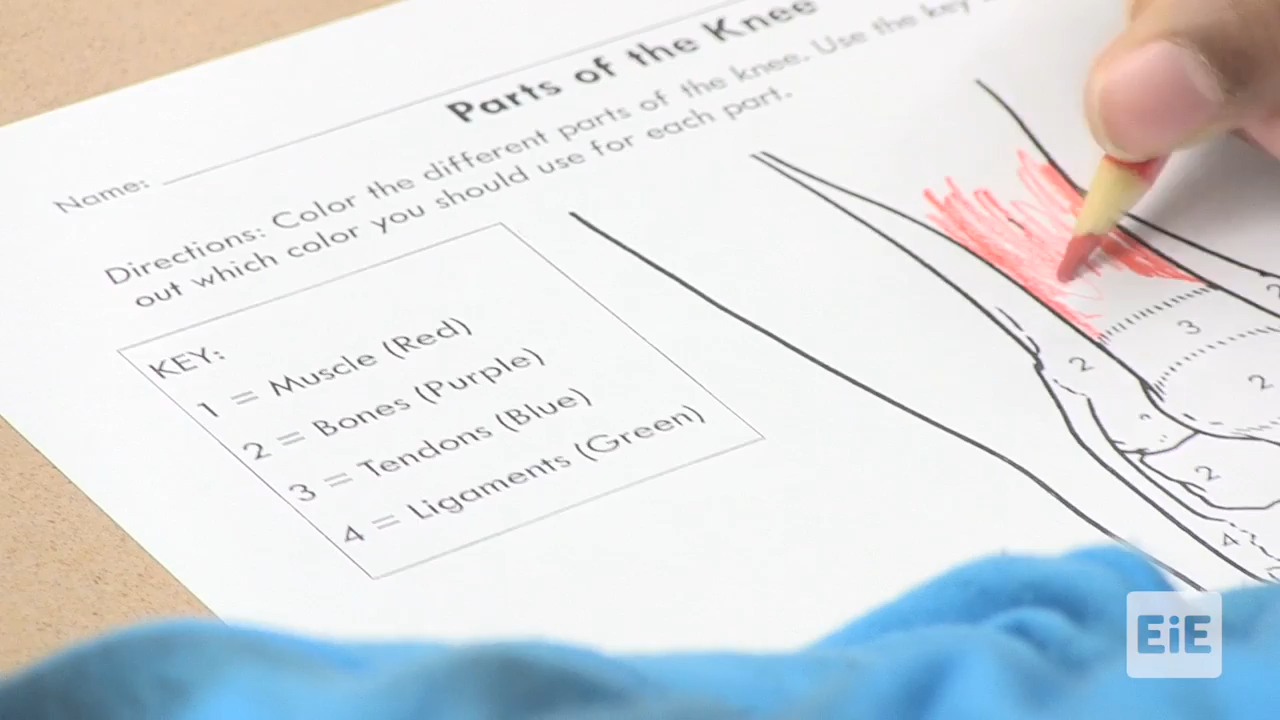 Parts of the Knee
Name:
Directions: Color the different parts of the knee. Use the key
out which color you should use for each part.
KEY:
1 = Muscle (Red)
2 = Bones (Purple)
3 = Tendons (Blue)
4 = Ligaments (Green)
3
2
2
2
2
4
EiE